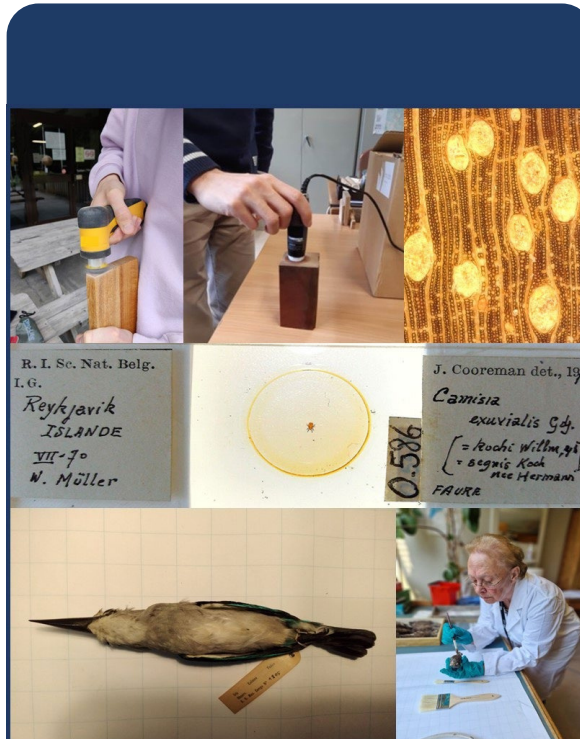 R. I. Sc. Nat. Belg.
I.G.
Reykjavik
ISLANDE
VII-70
W. Müller
0.586
J. Cooreman det., 19
Camisia
exuvialis Grdj.
= Kochi Willm,
= segnis Koch
nec Hermann
FAURE